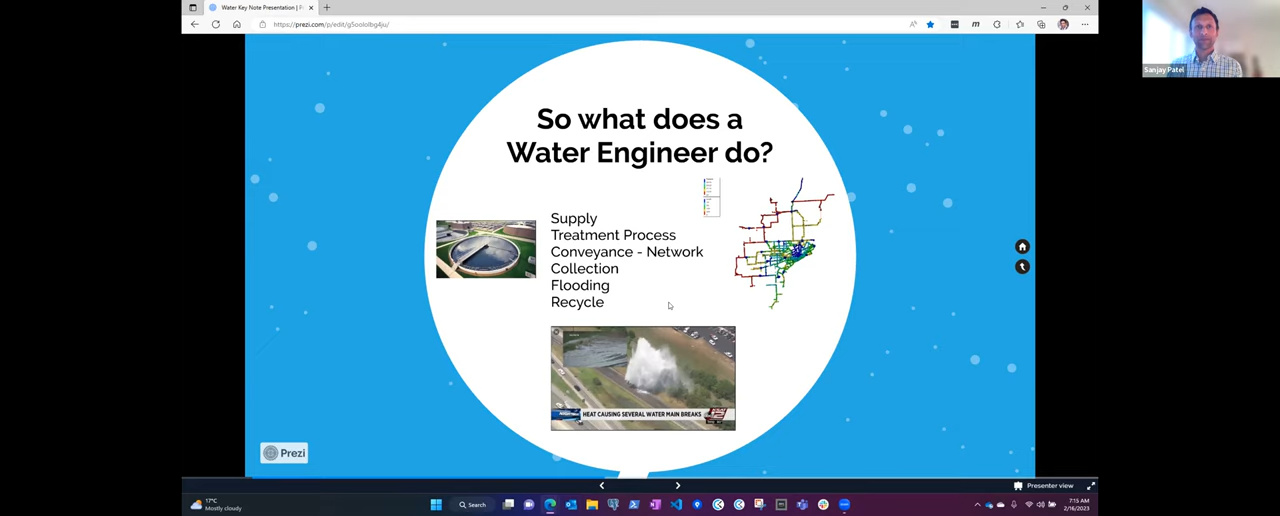 Water Key Note Presentation | Fr
https://prezi.com/p/edit/g5oololbg4ju/
Sanjay Patel
So what does a
Water Engineer do?
Supply
Treatment Process
Conveyance - Network
Collection
Flooding
Recycle
HEAT CAUSING SEVERAL WATER MAIN BREAKS
Prezi
Presenter view
17°C
Mostly cloudy
Search
7:15 AM
2/16/2023